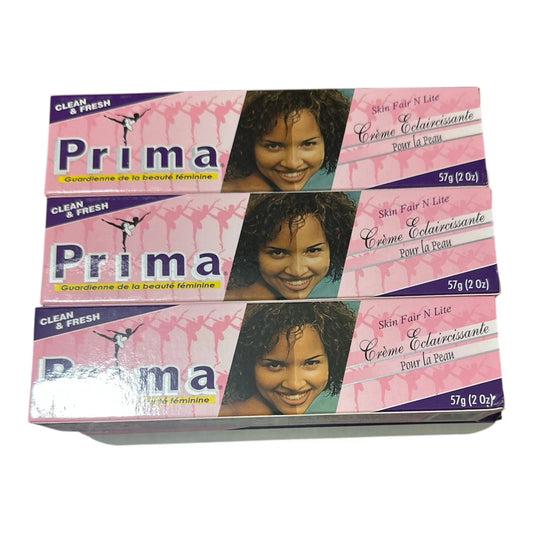 CLEAN
& FRESH
Prima
Guardienne de la beauté féminine
Skin Fair N Lite
Crème Eclaircissante
Pour la Peau
57g (2 Oz)
CLEAN
& FRESH
Prima
Guardienne de la beauté féminine
Skin Fair N Lite
Crème Eclaircissante
Pour la Peau
57g (2 Oz)
CLEAN
& FRESH
Prima
féminine
Skin Fair N Lite
Crème Eclaircissante
Pour la Peau
57g (2 Oz)